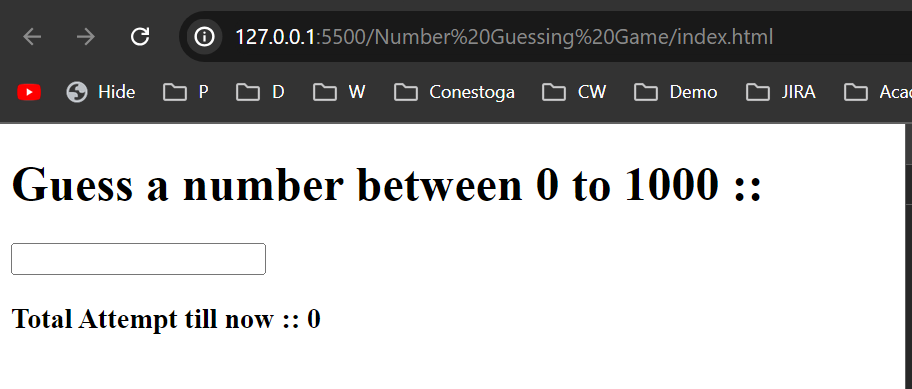 127.0.0.1:5500/Number%20Guessing%20Game/index.html
Hide P D W Conestoga CW Demo JIRA
Guess a number between 0 to 1000 ::
Total Attempt till now :: 0